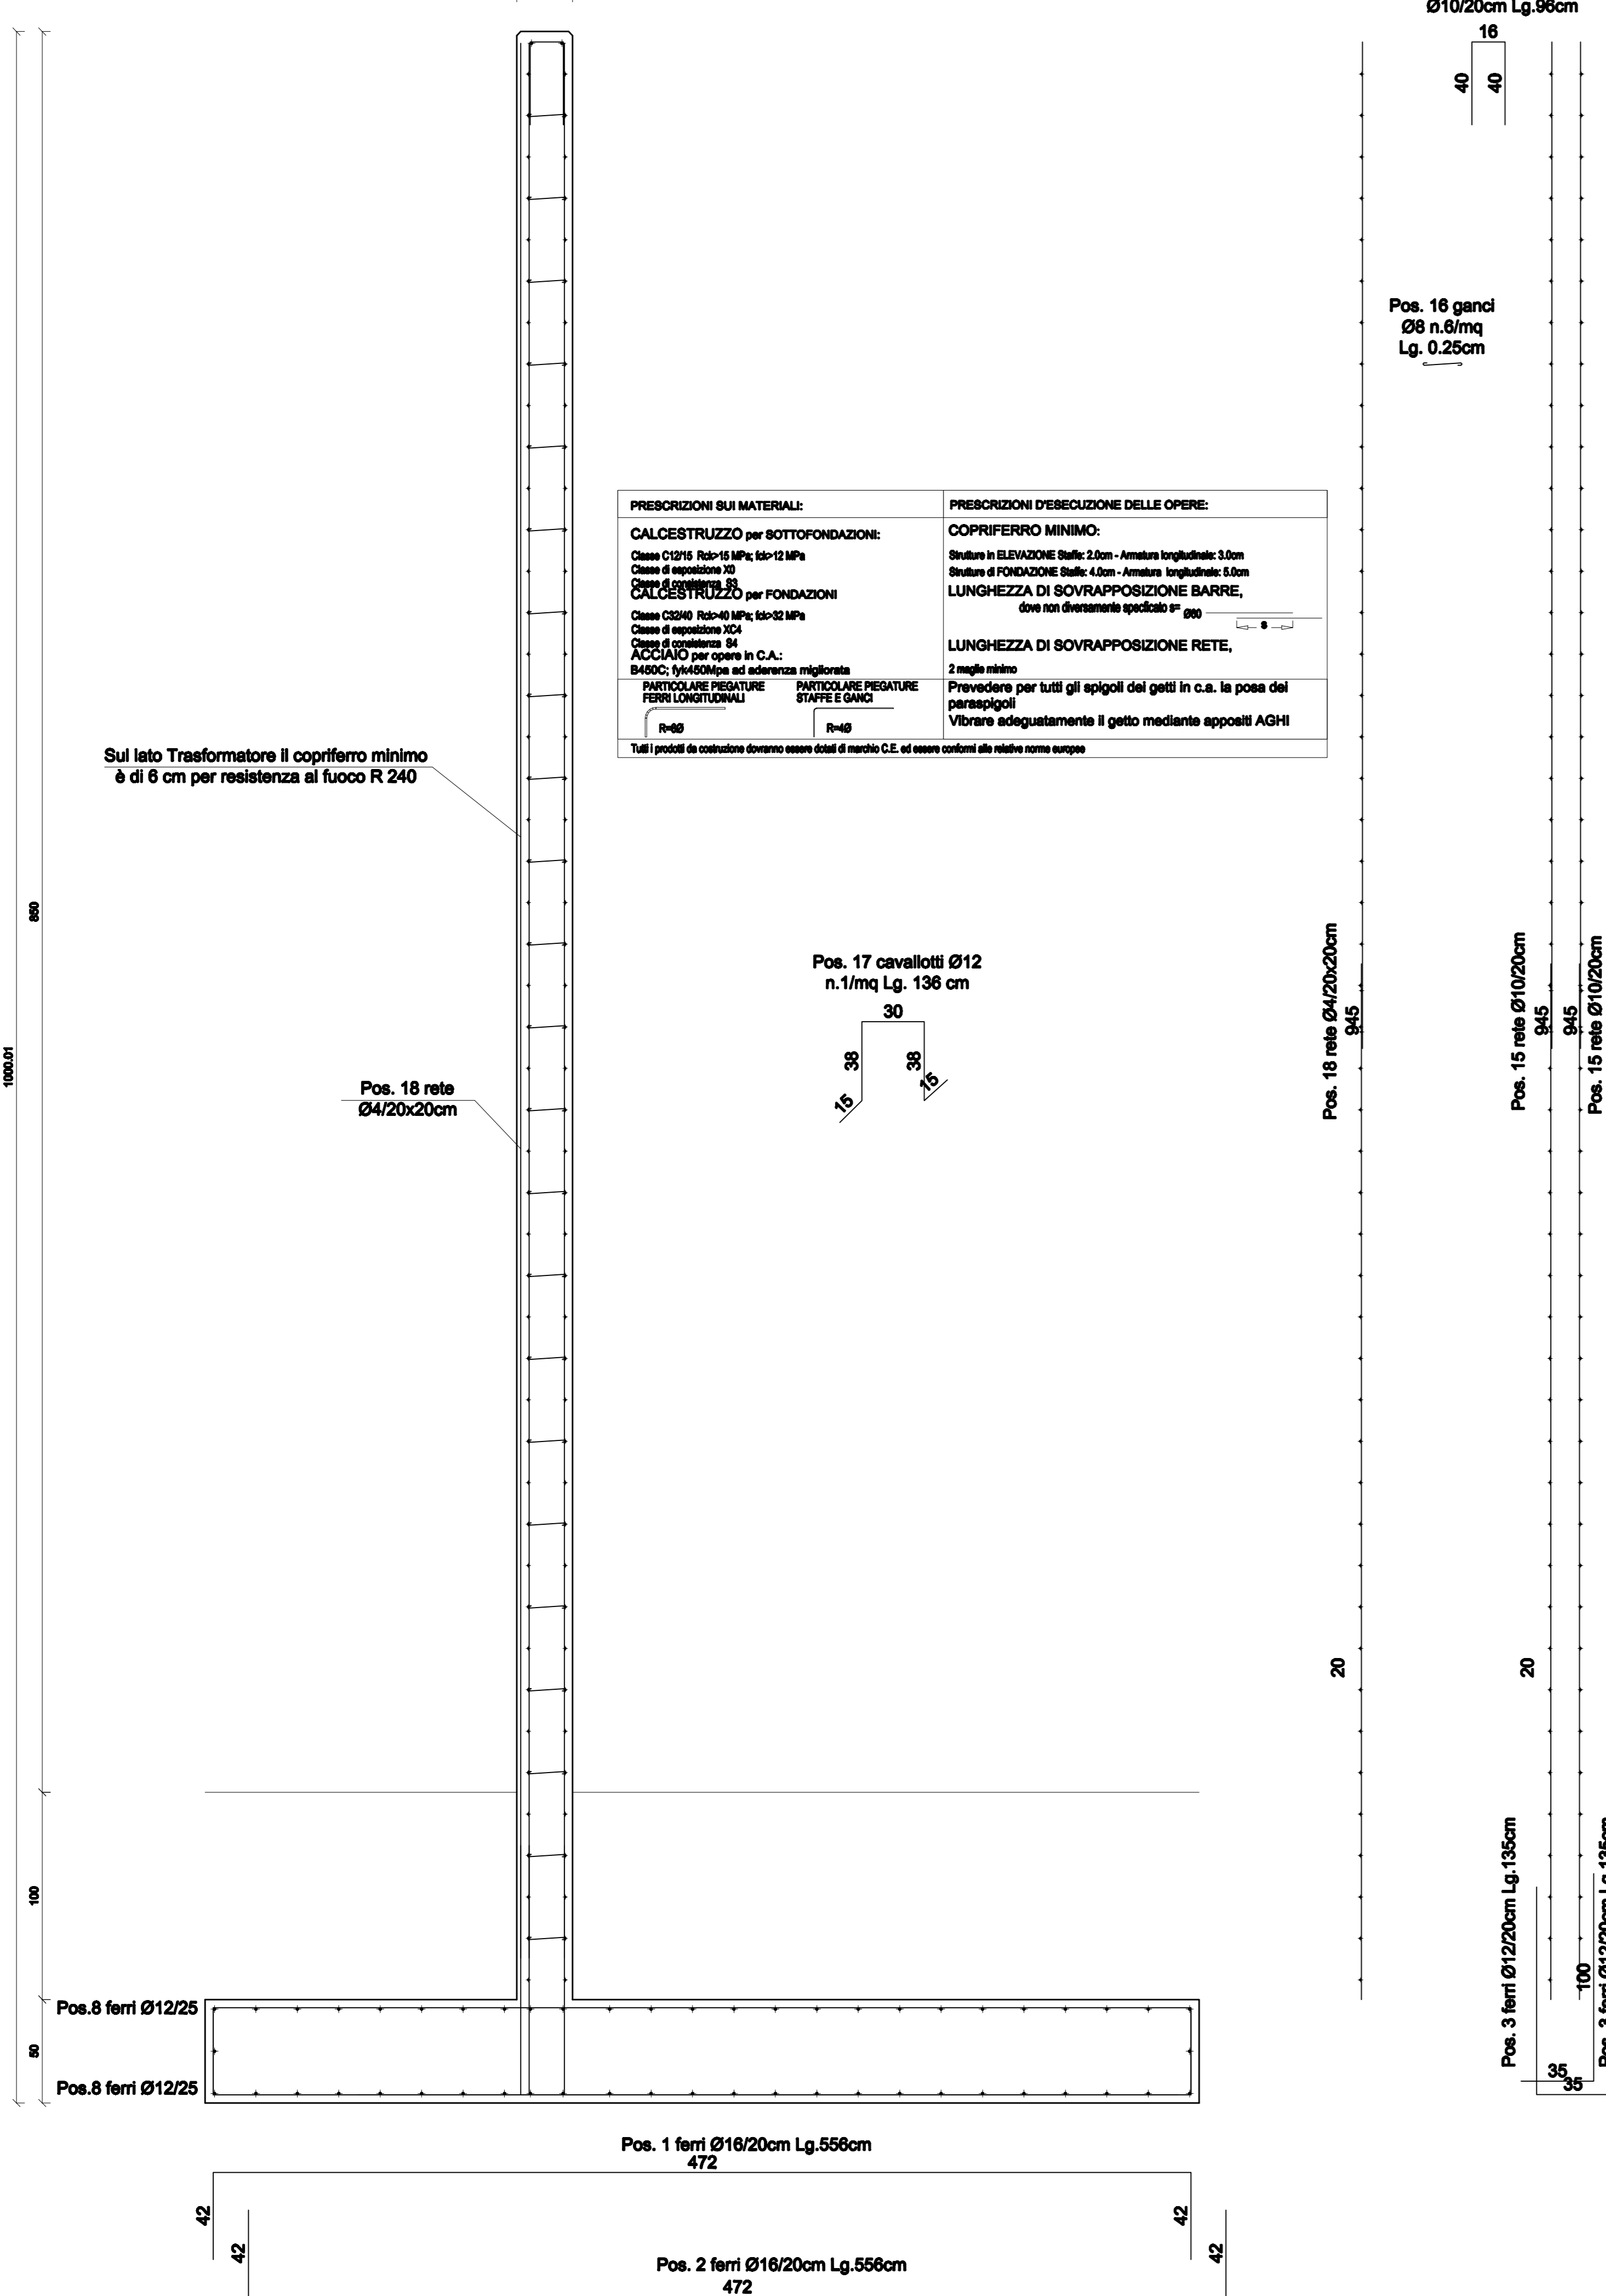 Ø10/20cm Lg.96cm
16
40
40
Pos. 16 ganci
Ø8 n.6/mq
Lg. 0.25cm
PRESCRIZIONI SUI MATERIALI:
CALCESTRUZZO per SOTTOFONDAZIONI:
Classe C12/15 Rck>15 MPa; fck>12 MPa
Classe di esposizione X0
Classe di consistenza S3
CALCESTRUZZO per FONDAZIONI
Classe C32/40 Rck>40 MPa; fck>32 MPa
Classe di esposizione XC4
Classe di consistenza S4
ACCIAIO per opere in C.A.:
B450C; fyk450Mpa ad aderenza migliorata
PARTICOLARE PIEGATURE
FERRI LONGITUDINALI
R=6Ø
PARTICOLARE PIEGATURE
STAFFE E GANCI
R=4Ø
PRESCRIZIONI D'ESECUZIONE DELLE OPERE:
COPRIFERRO MINIMO:
Strutture in ELEVAZIONE Staffe: 2.0cm - Armatura longitudinale: 3.0cm
Strutture di FONDAZIONE Staffe: 4.0cm - Armatura longitudinale: 5.0cm
LUNGHEZZA DI SOVRAPPOSIZIONE BARRE,
dove non diversamente specficato s= Ø60
s
LUNGHEZZA DI SOVRAPPOSIZIONE RETE,
2 maglie minimo
Prevedere per tutti gli spigoli dei getti in c.a. la posa dei
paraspigoli
Vibrare adeguatamente il getto mediante appositi AGHI
Tutti i prodotti da costruzione dovranno essere dotati di marchio C.E. ed essere conformi alle relative norme europee
Sul lato Trasformatore il copriferro minimo
è di 6 cm per resistenza al fuoco R 240
850
1000.01
Pos. 17 cavallotti Ø12
n.1/mq Lg. 136 cm
30
38
38
15
15
Pos. 18 rete
Ø4/20x20cm
Pos. 18 rete Ø4/20x20cm
945
Pos. 15 rete Ø10/20cm
945
945
Pos. 15 rete Ø10/20cm
20
20
100
50
Pos. 3 ferri Ø12/20cm Lg.135cm
100
Pos. 3 ferri Ø12/20cm Lg.135cm
35
35
Pos.8 ferri Ø12/25
Pos.8 ferri Ø12/25
Pos. 1 ferri Ø16/20cm Lg.556cm
472
42
42
42
42
Pos. 2 ferri Ø16/20cm Lg.556cm
472